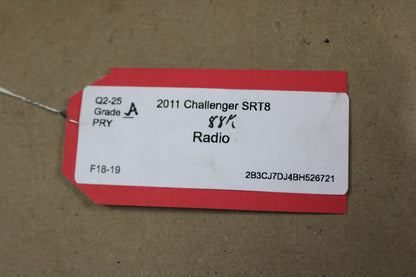 Q2-25
Grade A
PRY
2011 Challenger SRT8
88K
Radio
F18-19
2B3CJ7DJ4BH526721